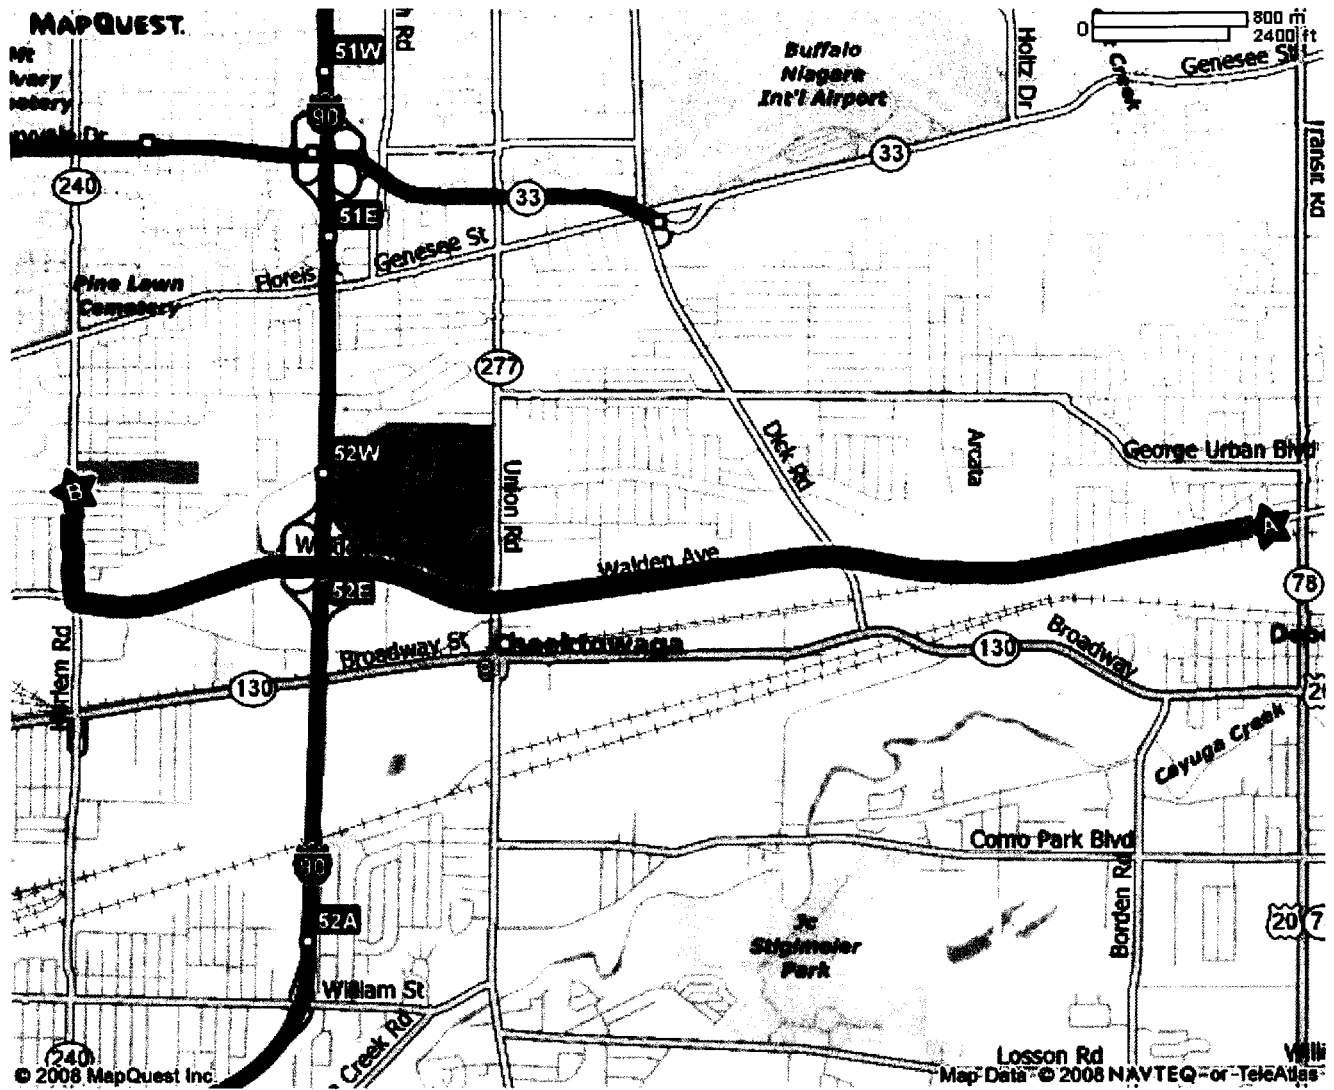 MAPQUEST.
800 m
2400 ft
0
51W
Rd
Buffalo
Niagara
Int'l Airport
Holtz Dr
Creek
Genesee St
90
Dr
240
33
33
Transit Rd
51E
Genesee St
Pine Lawn
Cemetery
277
Dick Rd
Arcata
George Urban Blvd
52W
B
Union Rd
A
Walden Ave
52E
78
Broadway St
Cheektowaga
130
Broadway
130
Cayuga Creek
Como Park Blvd
90
Borden Rd
52A
Jc
Stiglmeier
Park
20
William St
Creek Rd
240
Losson Rd
© 2008 MapQuest Inc
Map Data © 2008 NAVTEQ or TeleAtlas